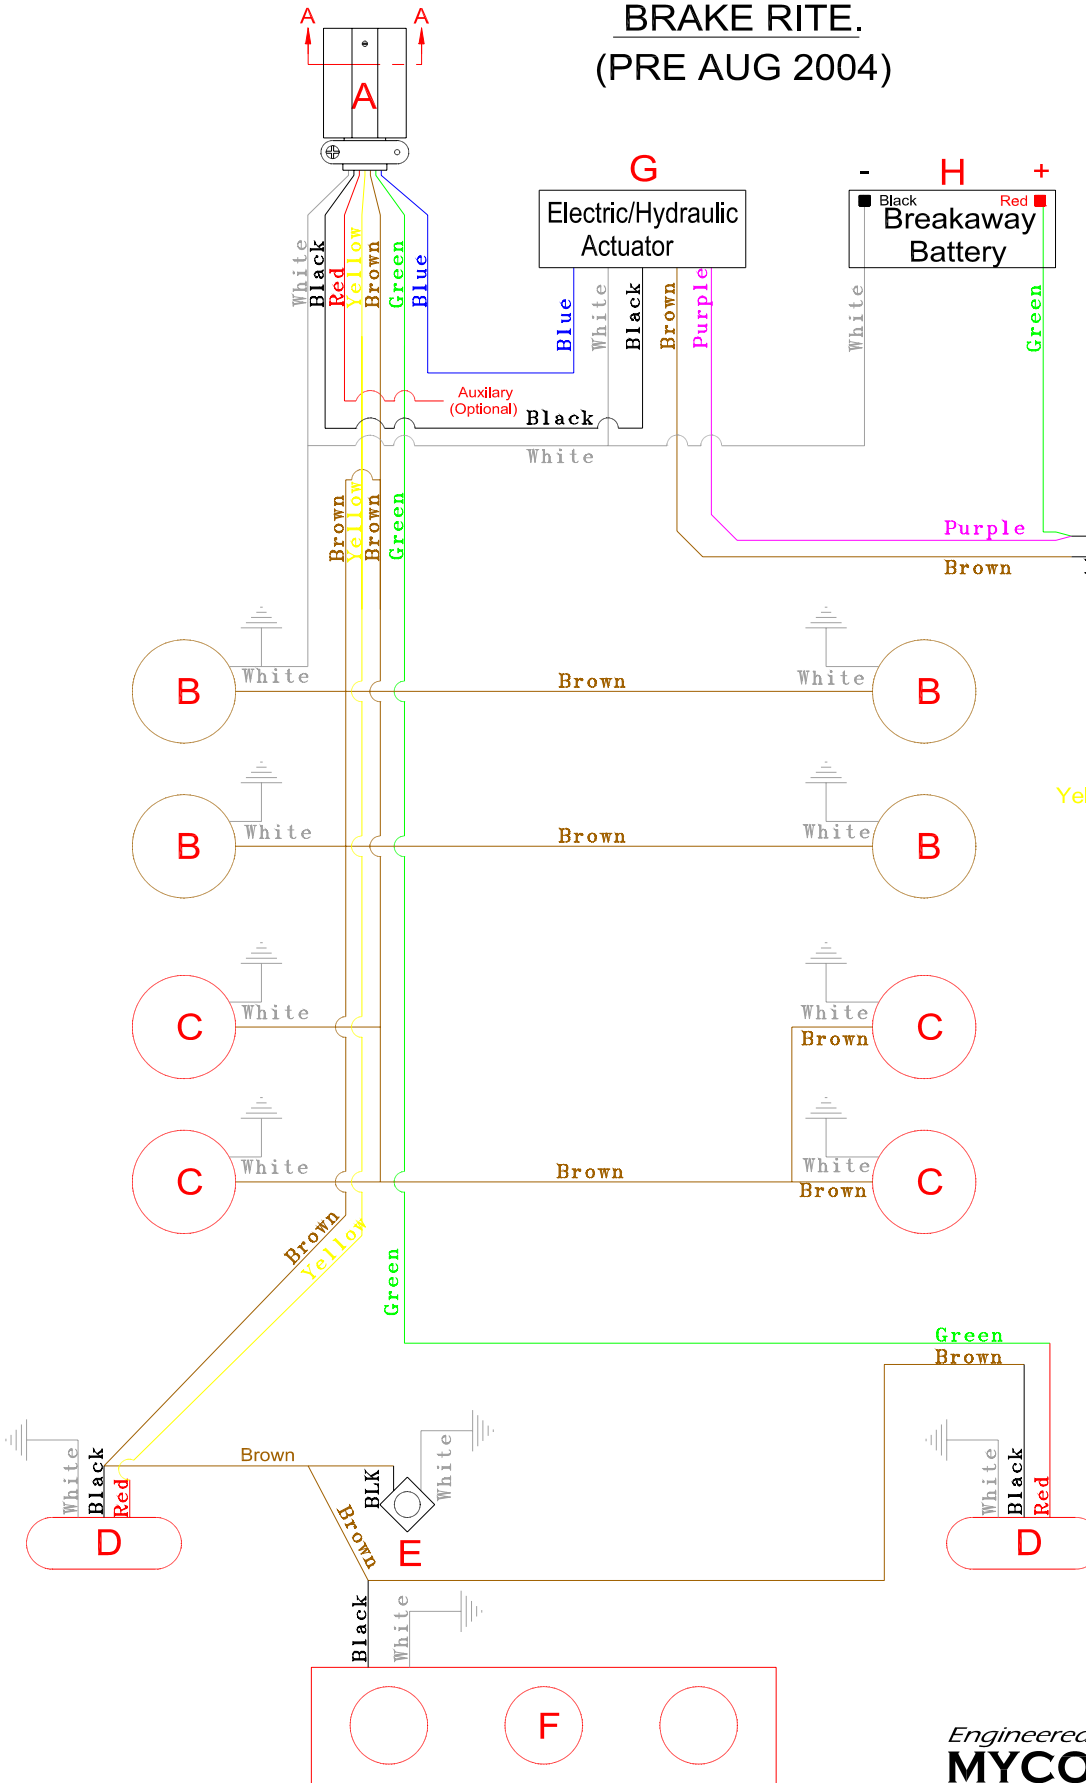 BRAKE RITE.
(PRE AUG 2004)
A A
A
G
Electric/Hydraulic
Actuator
- H +
Black Red
Breakaway
Battery
White
Black
Red
Yellow
Brown
Green
Blue
Blue
White
Black
Brown
Purple
White
Green
Auxilary
(Optional)
Black
White
Brown
Yellow
Brown
Green
Purple
Brown
White
B
Brown
White
B
White
B
Brown
White
B
Yel
White
C
White
Brown
C
White
C
Brown
White
Brown
C
Brown
Yellow
Green
Green
Brown
White
Black
Red
D
Brown
BLK
White
E
Brown
White
Black
Red
D
Black
White
F
Engineered
MYCO